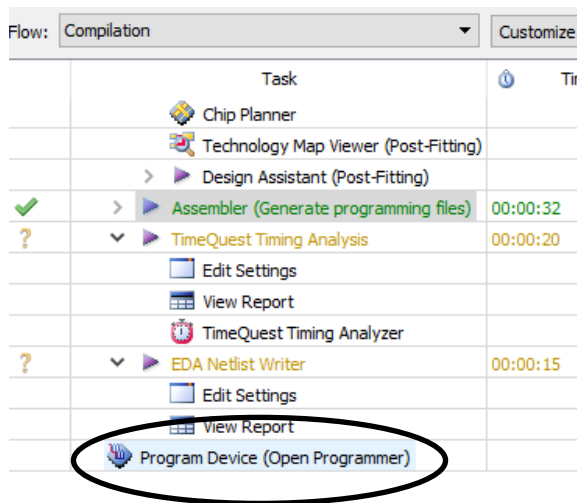 Flow: Compilation Customize
Task Ti
Chip Planner
Technology Map Viewer (Post-Fitting)
Design Assistant (Post-Fitting)
Assembler (Generate programming files) 00:00:32
TimeQuest Timing Analysis 00:00:20
Edit Settings
View Report
TimeQuest Timing Analyzer
EDA Netlist Writer 00:00:15
Edit Settings
View Report
Program Device (Open Programmer)